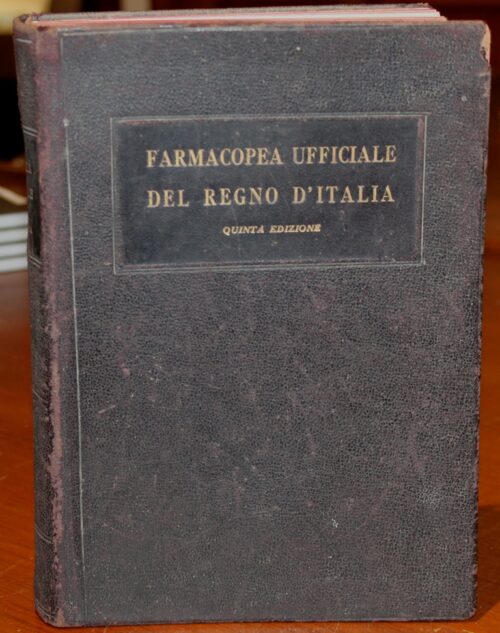 FARMACOPEA UFFICIALE
DEL REGNO D'ITALIA
QUINTA EDIZIONE